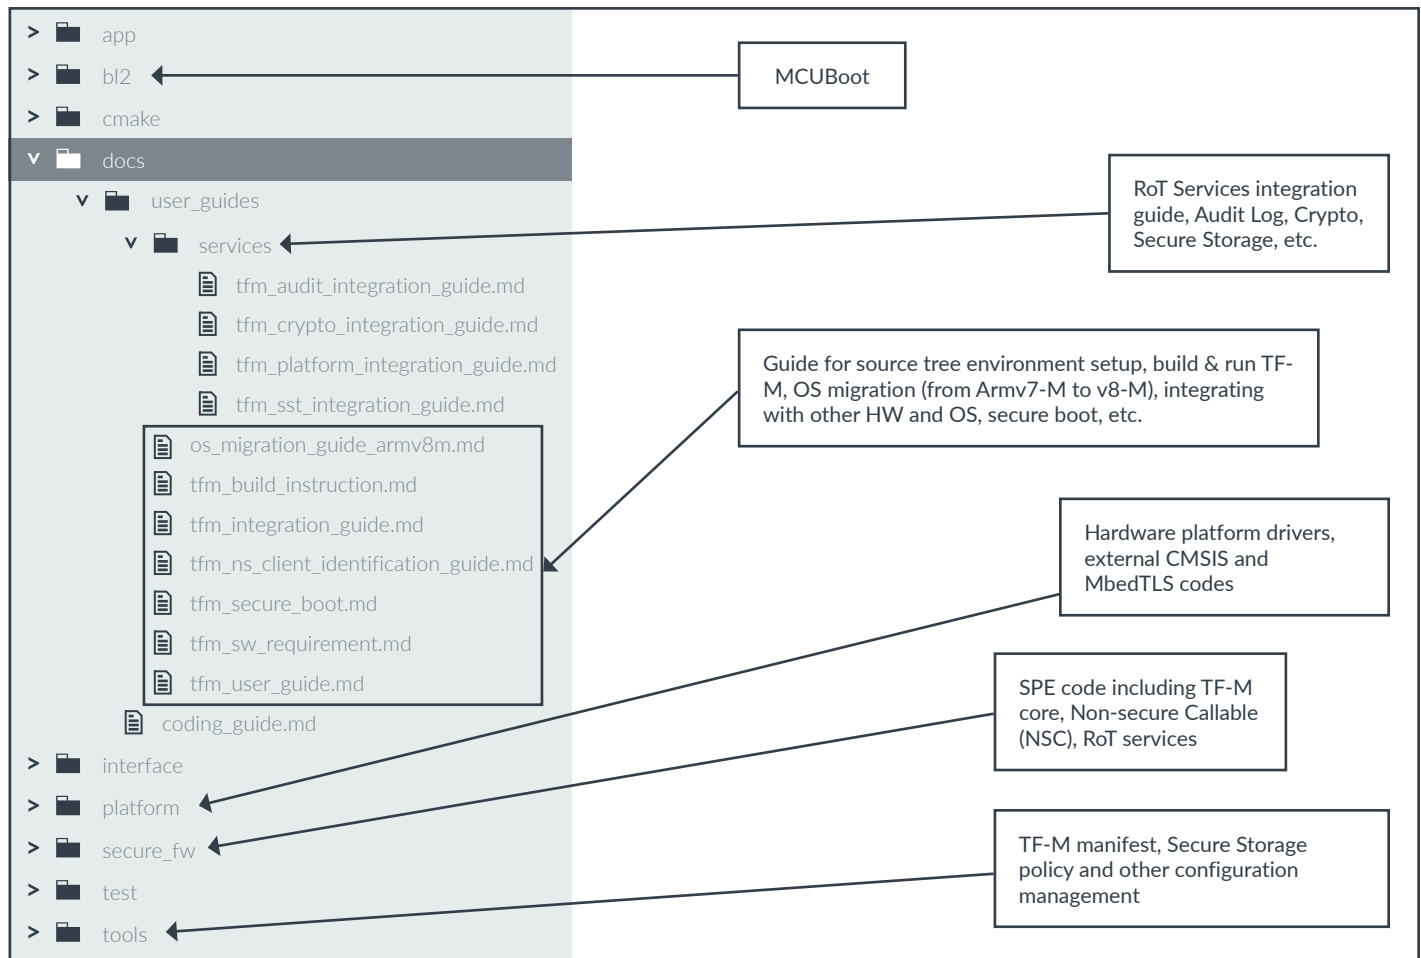 app
bl2
MCUBoot
cmake
docs
user_guides
services
RoT Services integration
guide, Audit Log, Crypto,
Secure Storage, etc.
tfm_audit_integration_guide.md
tfm_crypto_integration_guide.md
tfm_platform_integration_guide.md
tfm_sst_integration_guide.md
Guide for source tree environment setup, build & run TF-
M, OS migration (from Armv7-M to v8-M), integrating
with other HW and OS, secure boot, etc.
os_migration_guide_armv8m.md
tfm_build_instruction.md
tfm_integration_guide.md
tfm_ns_client_identification_guide.md
tfm_secure_boot.md
tfm_sw_requirement.md
tfm_user_guide.md
coding_guide.md
Hardware platform drivers,
external CMSIS and
MbedTLS codes
SPE code including TF-M
core, Non-secure Callable
(NSC), RoT services
interface
platform
secure_fw
test
tools
TF-M manifest, Secure Storage
policy and other configuration
management